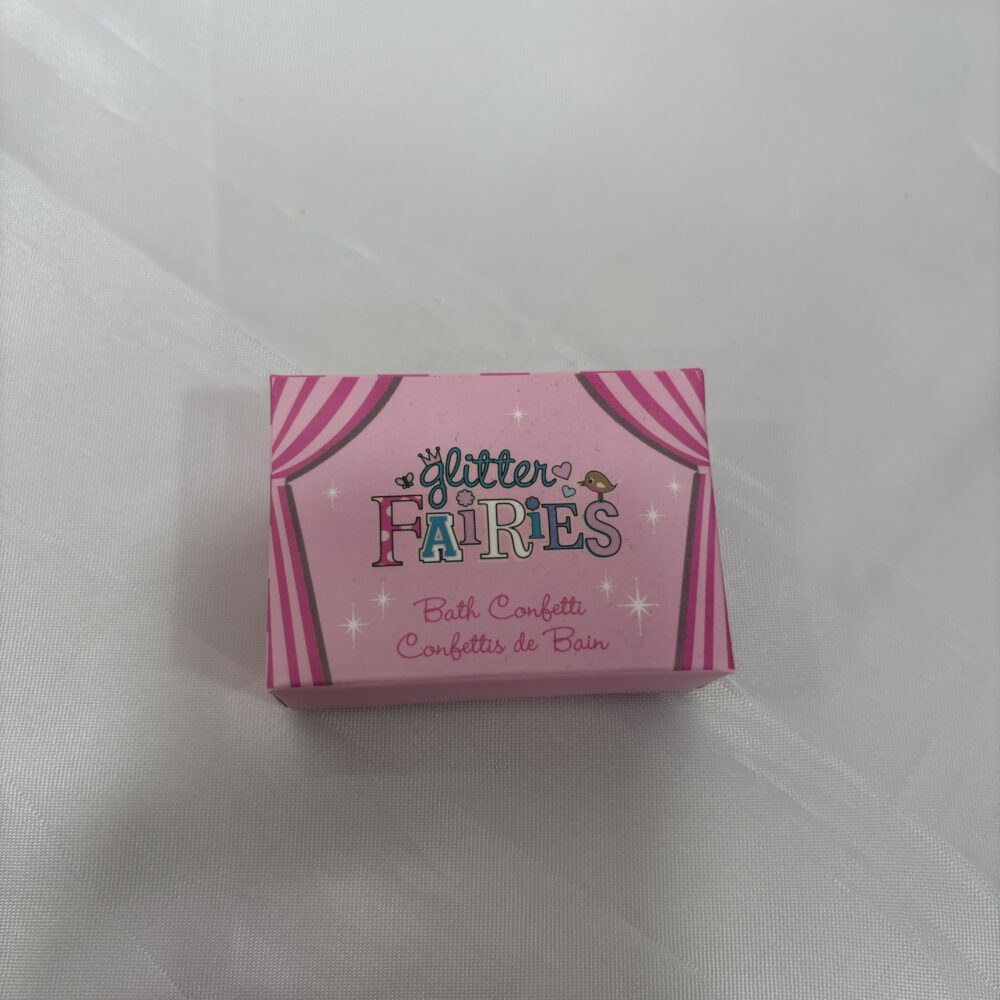 glitter
FAiRiES
Bath Confetti
Confettis de Bain